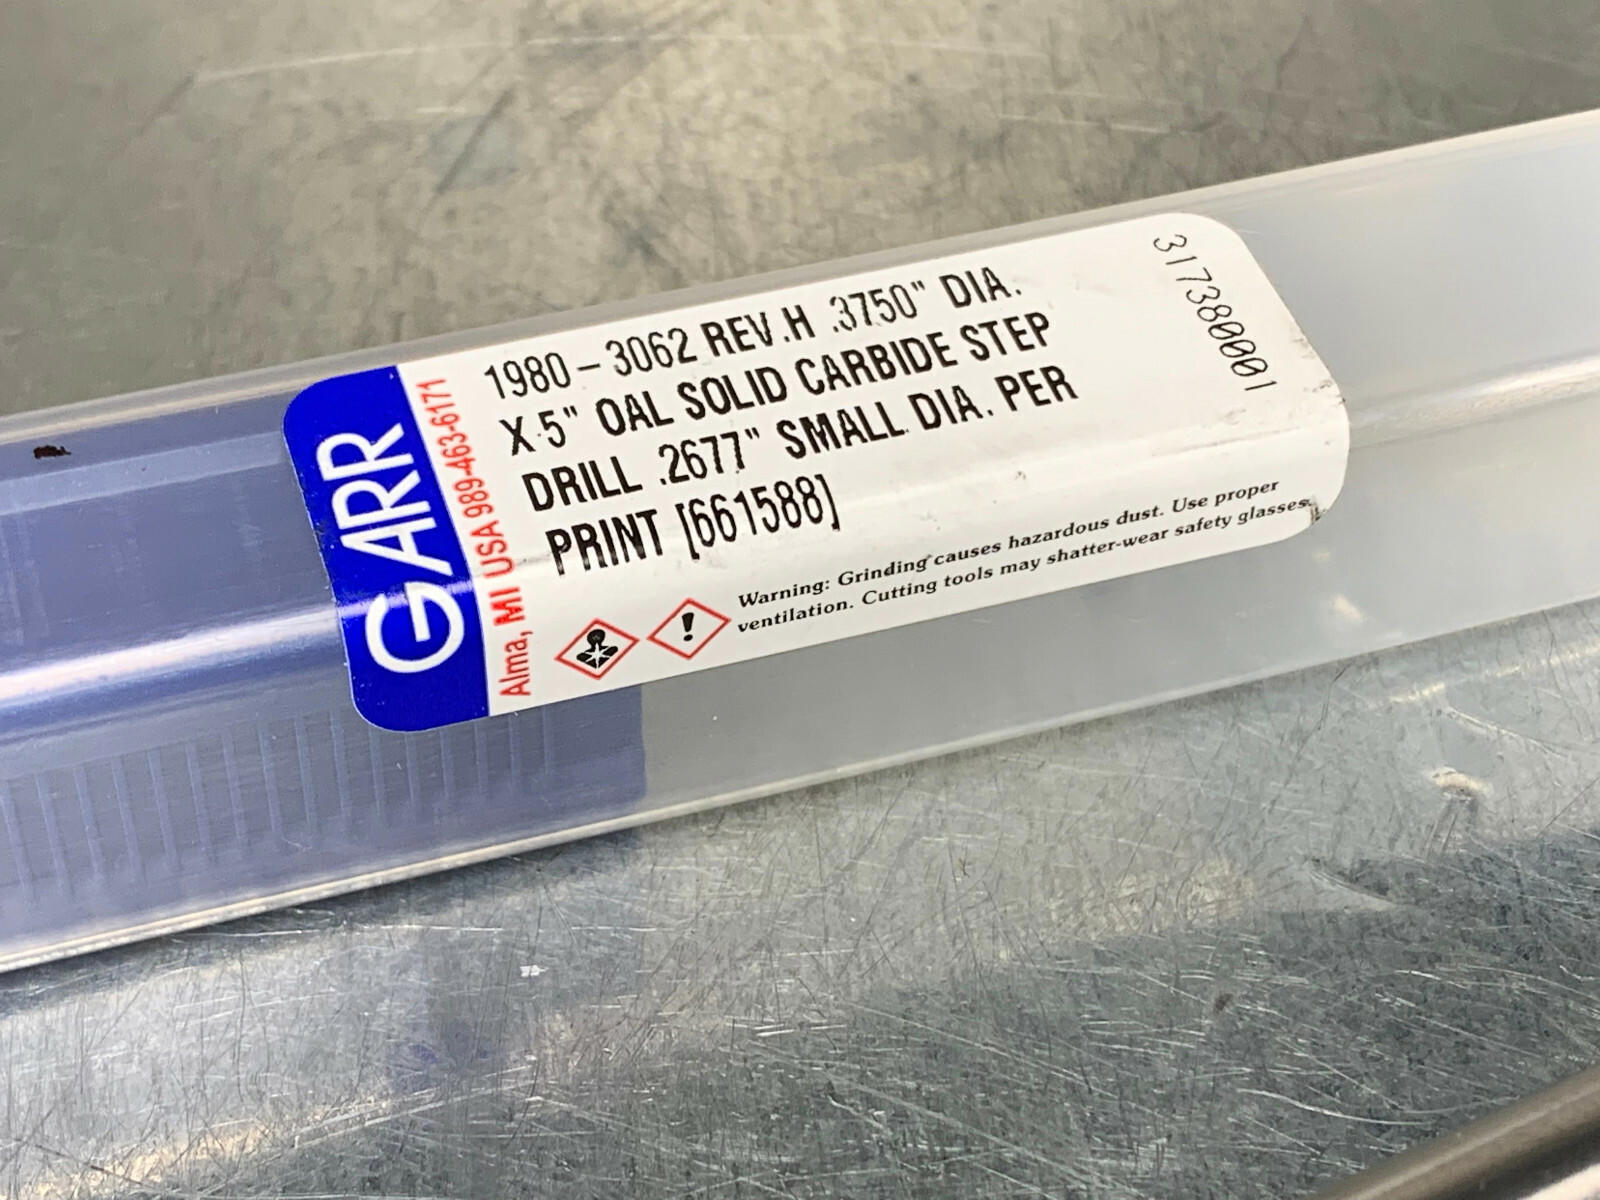 GARR
Alma, MI USA 989-463-6171
1980-3062 REV.H .3750" DIA.
X 5" OAL SOLID CARBIDE STEP
DRILL .2677" SMALL DIA. PER
PRINT [661588]
Warning: Grinding causes hazardous dust. Use proper
ventilation. Cutting tools may shatter-wear safety glasses.
317380001